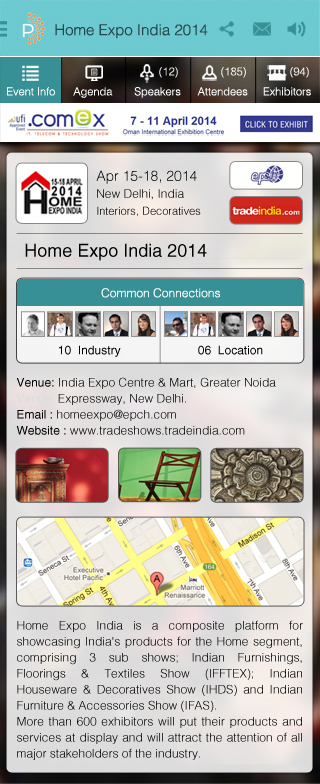 Home Expo India 2014
Event Info
Agenda
(12)
Speakers
(185)
Attendees
(94)
Exhibitors
ufi
Approved
Event
.comex
IT, TELECOM & TECHNOLOGY SHOW
7 - 11 April 2014
Oman International Exhibition Centre
CLICK TO EXHIBIT
15-18 APRIL
2014
HOME
EXPO INDIA
Apr 15-18, 2014
New Delhi, India
Interiors, Decoratives
epch
tradeindia.com
Home Expo India 2014
Common Connections
10 Industry
06 Location
Venue: India Expo Centre & Mart, Greater Noida
Expressway, New Delhi.
Email : homeexpo@epch.com
Website : www.tradeshows.tradeindia.com
Seneca St
Seneca St
Executive
Hotel Pacific
Spring St
4th Ave
A
6th Ave
Marriott
Renaissance
164
Madison St
7th Ave
8th Ave
Home Expo India is a composite platform for
showcasing India's products for the Home segment,
comprising 3 sub shows; Indian Furnishings,
Floorings & Textiles Show (IFFTEX); Indian
Houseware & Decoratives Show (IHDS) and Indian
Furniture & Accessories Show (IFAS).
More than 600 exhibitors will put their products and
services at display and will attract the attention of all
major stakeholders of the industry.